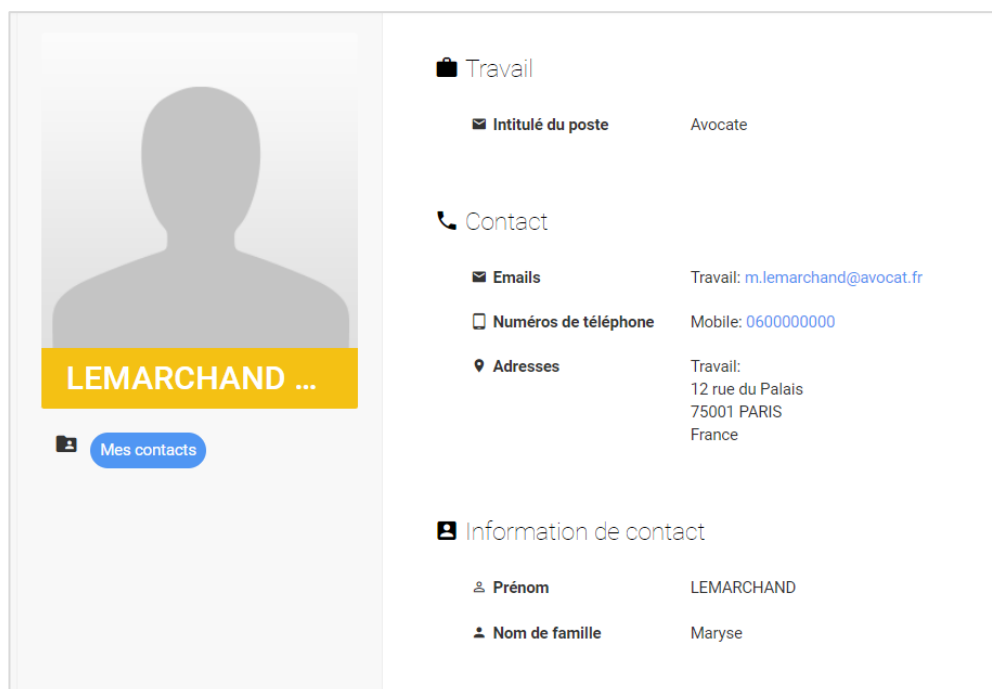 LEMARCHAND ...
Mes contacts
Travail
Intitulé du poste Avocate
Contact
Emails Travail: m.lemarchand@avocat.fr
Numéros de téléphone Mobile: 0600000000
Adresses Travail:
12 rue du Palais
75001 PARIS
France
Information de contact
Prénom LEMARCHAND
Nom de famille Maryse